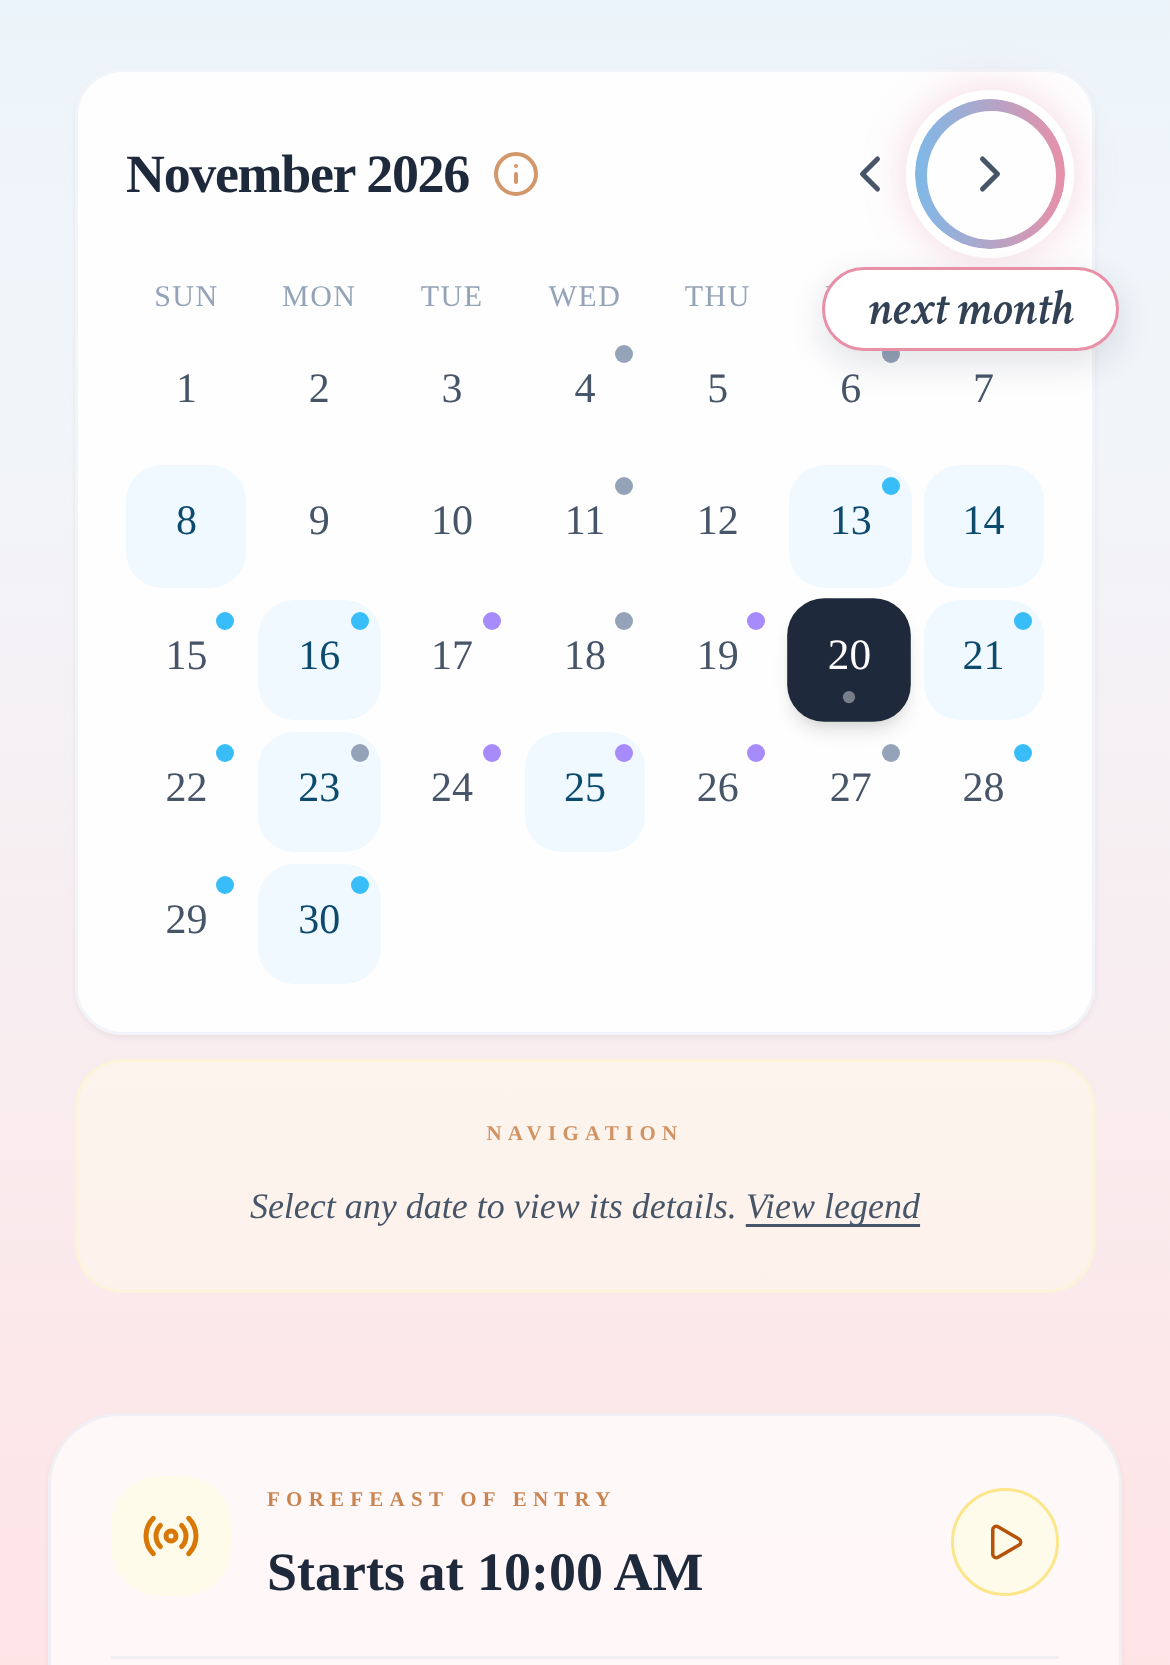 November 2026
SUN MON TUE WED THU
next month
1 2 3 4 5 6 7
8 9 10 11 12 13 14
15 16 17 18 19 20 21
22 23 24 25 26 27 28
29 30
NAVIGATION
Select any date to view its details. View legend
FOREFEAST OF ENTRY
Starts at 10:00 AM